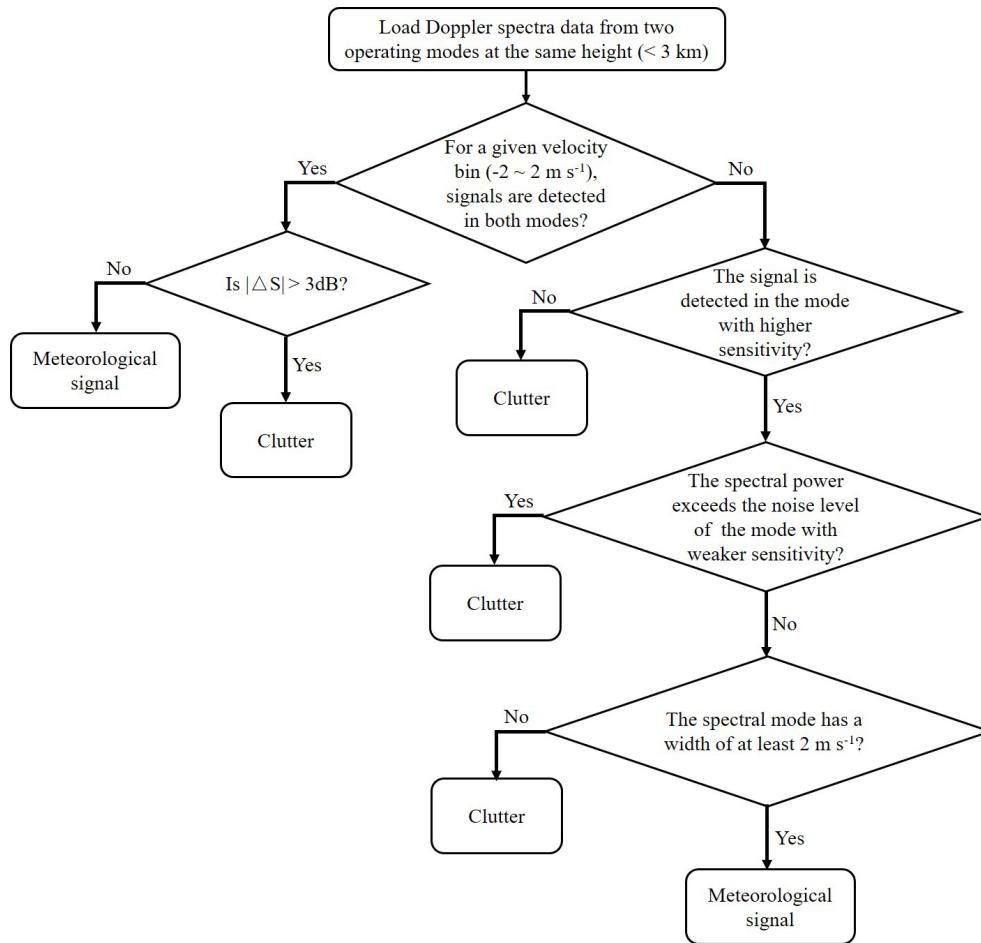 Load Doppler spectra data from two
operating modes at the same height (< 3 km)
For a given velocity
bin (-2 ~ 2 m s⁻¹),
signals are detected
in both modes?
Yes
No
Is |△S| > 3dB?
No
Yes
Meteorological
signal
Clutter
The signal is
detected in the mode
with higher
sensitivity?
No
Clutter
Yes
The spectral power
exceeds the noise level
of the mode with
weaker sensitivity?
Yes
Clutter
No
The spectral mode has a
width of at least 2 m s⁻¹?
No
Clutter
Yes
Meteorological
signal